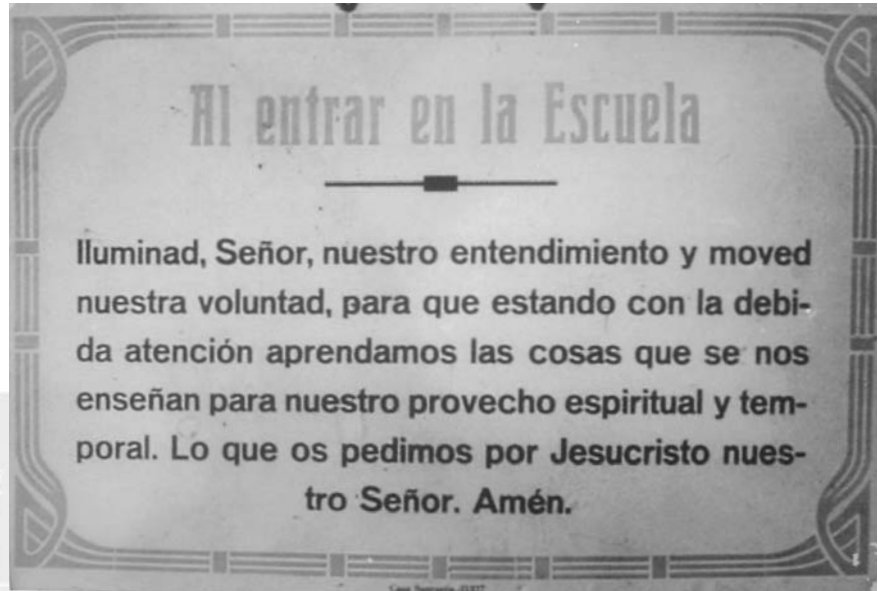 Al entrar en la Escuela
Iluminad, Señor, nuestro entendimiento y moved
nuestra voluntad, para que estando con la debi-
da atención aprendamos las cosas que se nos
enseñan para nuestro provecho espiritual y tem-
poral. Lo que os pedimos por Jesucristo nues-
tro Señor. Amén.